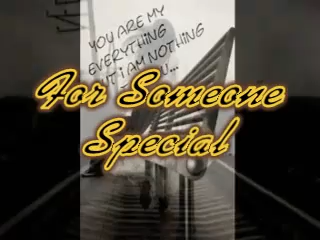 YOU ARE MY
EVERYTHING
I AM NOTHING
For Someone
Special